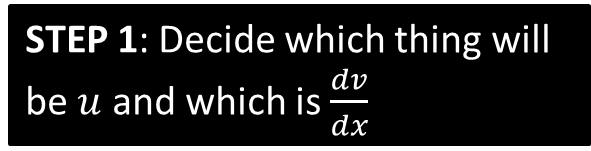 STEP 1: Decide which thing will
be u and which is dv/dx